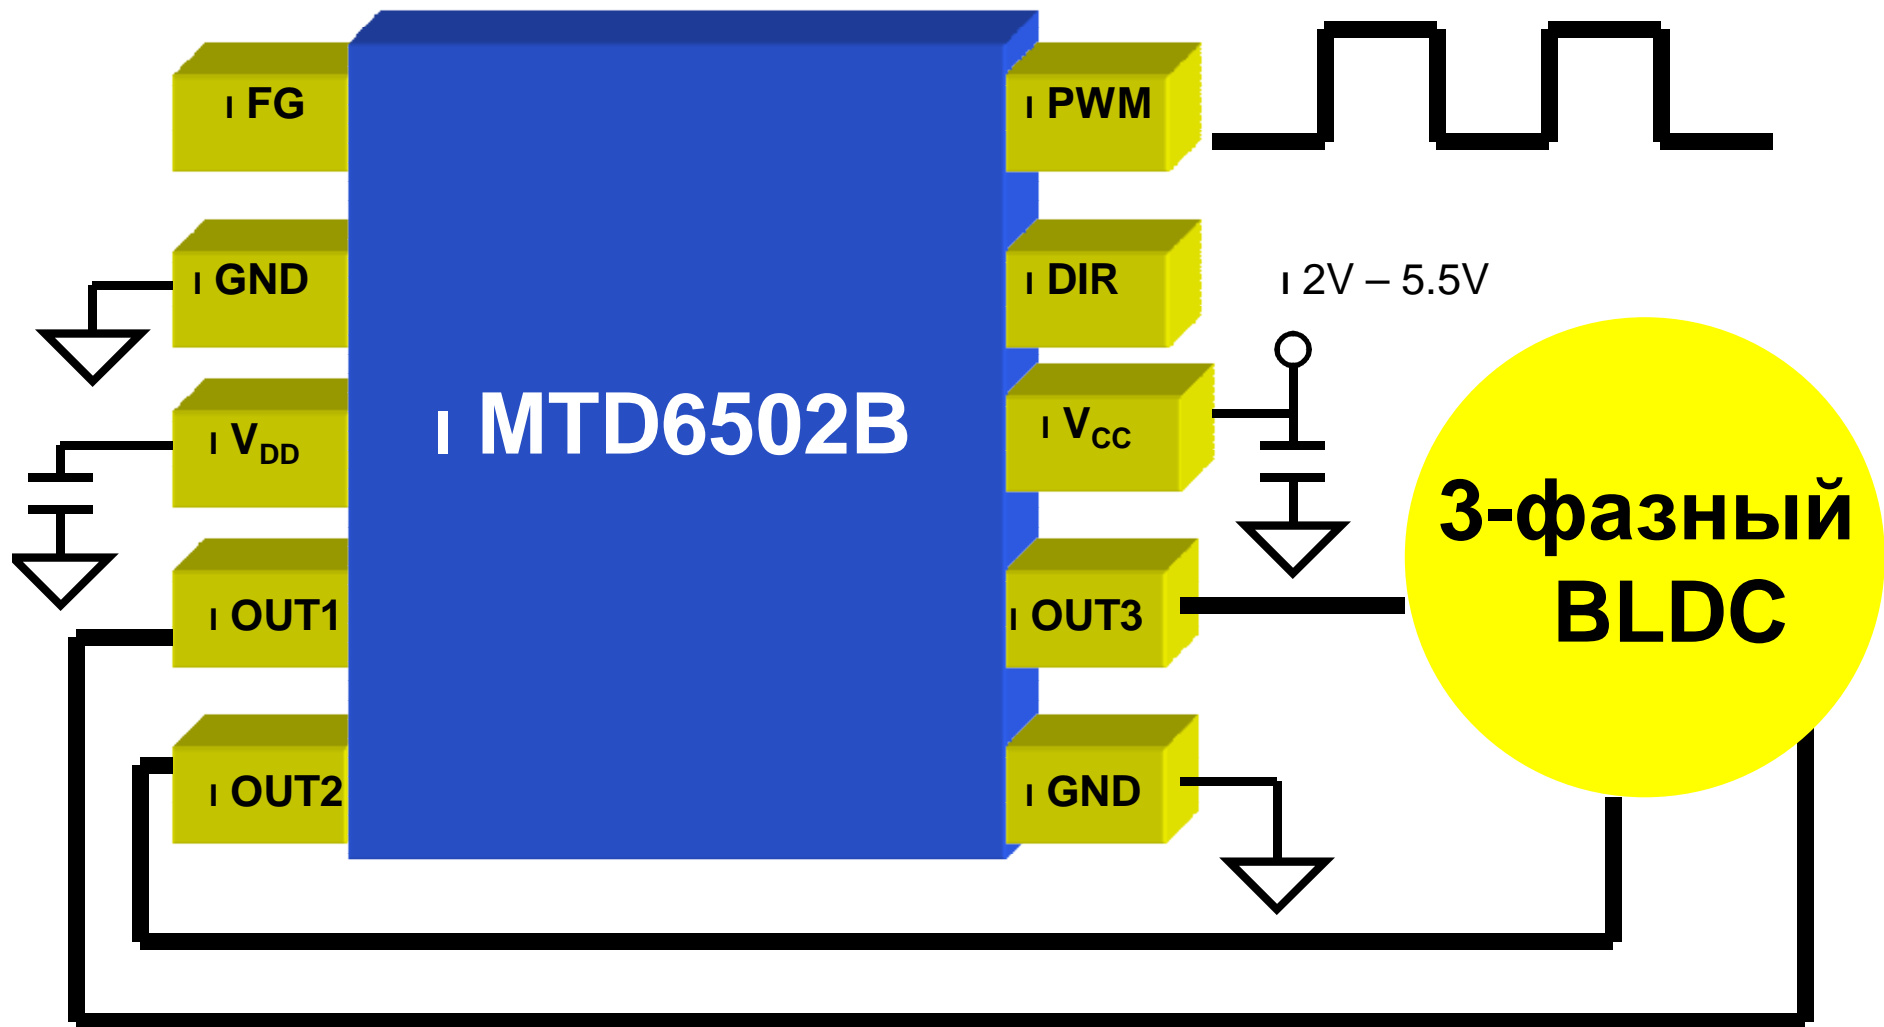 FG
PWM
GND
DIR
2V – 5.5V
VDD
MTD6502B
VCC
3-фазный
BLDC
OUT1
OUT3
OUT2
GND